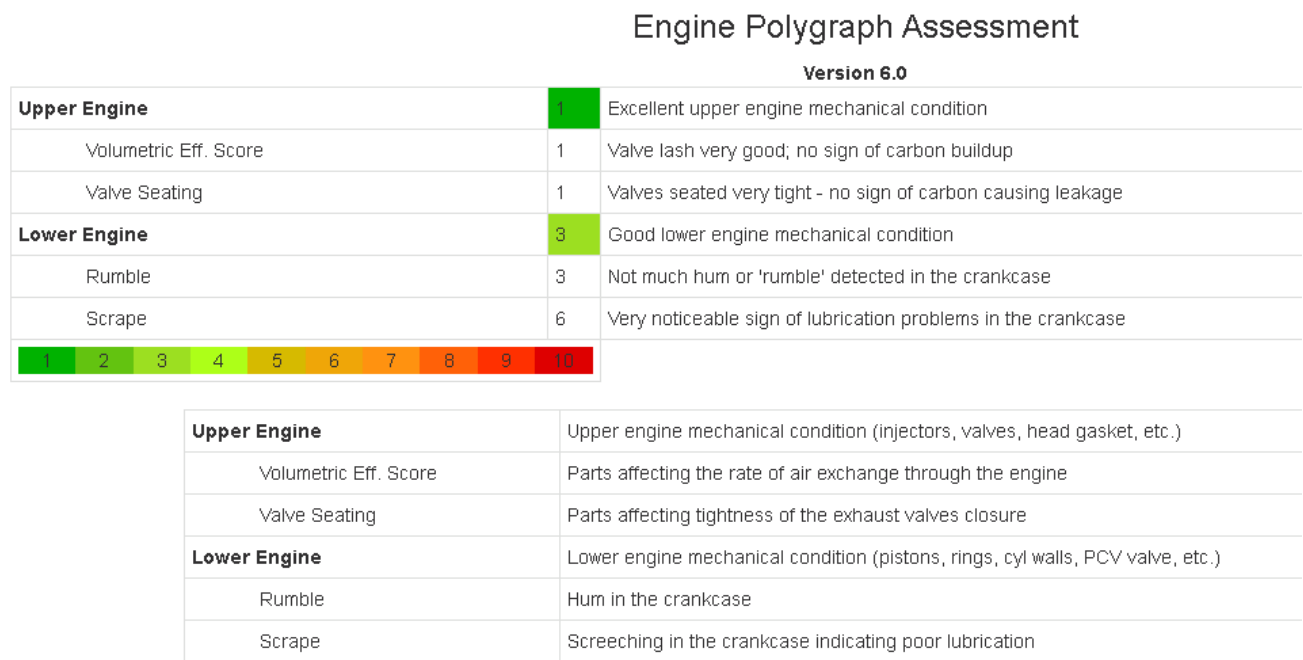 Engine Polygraph Assessment
Version 6.0
Upper Engine 1 Excellent upper engine mechanical condition
Volumetric Eff. Score 1 Valve lash very good; no sign of carbon buildup
Valve Seating 1 Valves seated very tight - no sign of carbon causing leakage
Lower Engine 3 Good lower engine mechanical condition
Rumble 3 Not much hum or 'rumble' detected in the crankcase
Scrape 6 Very noticeable sign of lubrication problems in the crankcase
1 2 3 4 5 6 7 8 9 10
Upper Engine Upper engine mechanical condition (injectors, valves, head gasket, etc.)
Volumetric Eff. Score Parts affecting the rate of air exchange through the engine
Valve Seating Parts affecting tightness of the exhaust valves closure
Lower Engine Lower engine mechanical condition (pistons, rings, cyl walls, PCV valve, etc.)
Rumble Hum in the crankcase
Scrape Screeching in the crankcase indicating poor lubrication